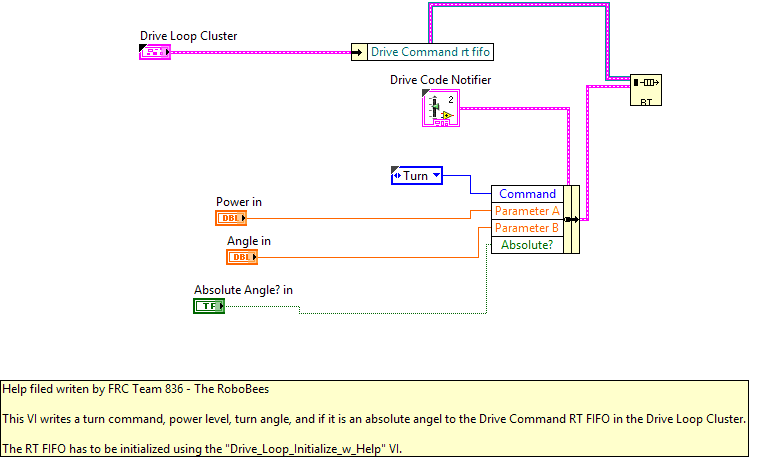 Drive Loop Cluster
Drive Command rt fifo
Drive Code Notifier
2
RT
Turn
Command
Power in
Parameter A
DBL
Parameter B
Angle in
Absolute?
DBL
Absolute Angle? in
TF
Help filed writen by FRC Team 836 - The RoboBees
This VI writes a turn command, power level, turn angle, and if it is an absolute angel to the Drive Command RT FIFO in the Drive Loop Cluster.
The RT FIFO has to be initialized using the "Drive_Loop_Initialize_w_Help" VI.